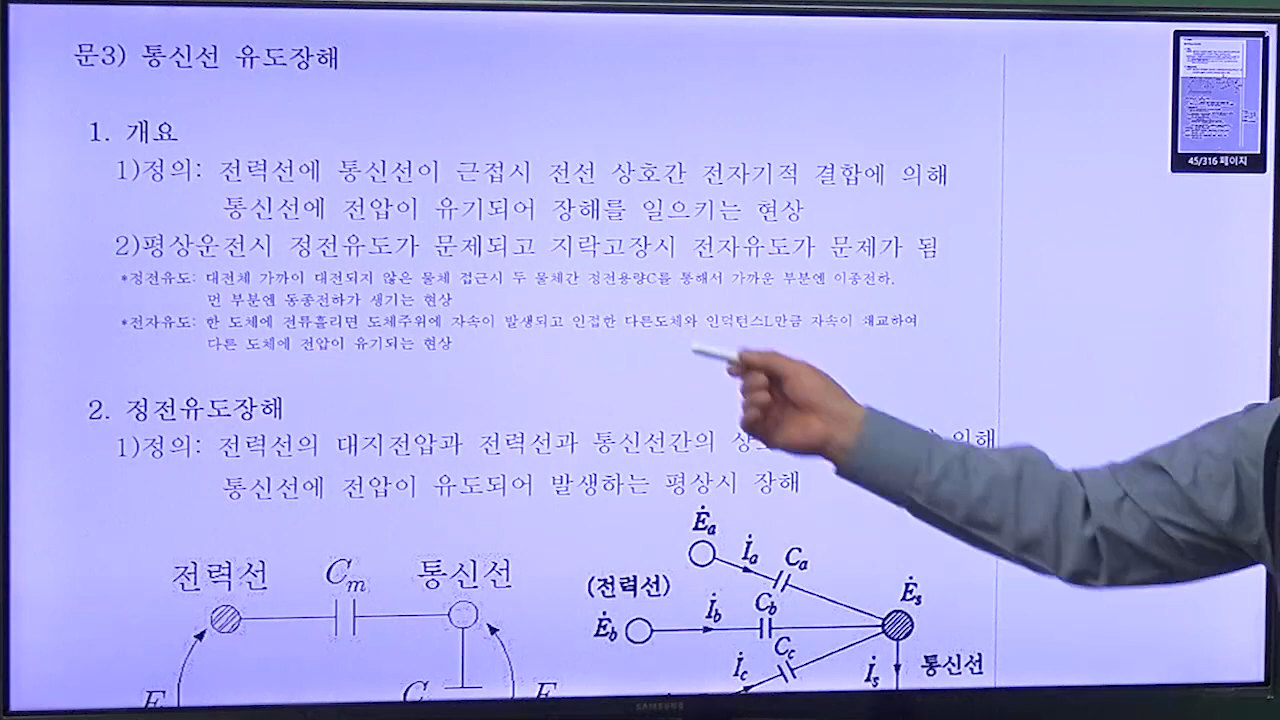 문3) 통신선 유도장해
45/316 페이지
1. 개요
1)정의: 전력선에 통신선이 근접시 전선 상호간 전자기적 결합에 의해
통신선에 전압이 유기되어 장해를 일으키는 현상
2)평상운전시 정전유도가 문제되고 지락고장시 전자유도가 문제가 됨
*정전유도: 대전체 가까이 대전되지 않은 물체 접근시 두 물체간 정전용량C를 통해서 가까운 부분엔 이종전하,
먼 부분엔 동종전하가 생기는 현상
*전자유도: 한 도체에 전류흘리면 도체주위에 자속이 발생되고 인접한 다른도체와 인덕턴스L만큼 자속이 쇄교하여
다른 도체에 전압이 유기되는 현상
2. 정전유도장해
1)정의: 전력선의 대지전압과 전력선과 통신선간의 의해
통신선에 전압이 유도되어 발생하는 평상시 장해
Ėa
İa Ca
전력선 Cm 통신선
(전력선)
Ės
Ėb İb Cb
Cc
İc İs 통신선
E C E
SAMSUNG